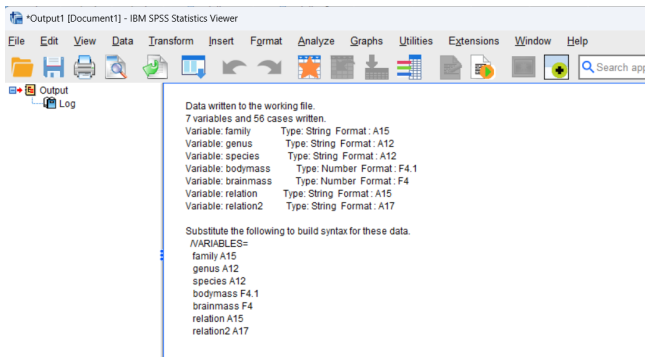 *Output1 [Document1] - IBM SPSS Statistics Viewer
File Edit View Data Transform Insert Format Analyze Graphs Utilities Extensions Window Help
Search app
Output
Log
Data written to the working file.
7 variables and 56 cases written.
Variable: family Type: String Format : A15
Variable: genus Type: String Format : A12
Variable: species Type: String Format : A12
Variable: bodymass Type: Number Format : F4.1
Variable: brainmass Type: Number Format : F4
Variable: relation Type: String Format : A15
Variable: relation2 Type: String Format : A17
Substitute the following to build syntax for these data.
/VARIABLES=
family A15
genus A12
species A12
bodymass F4.1
brainmass F4
relation A15
relation2 A17